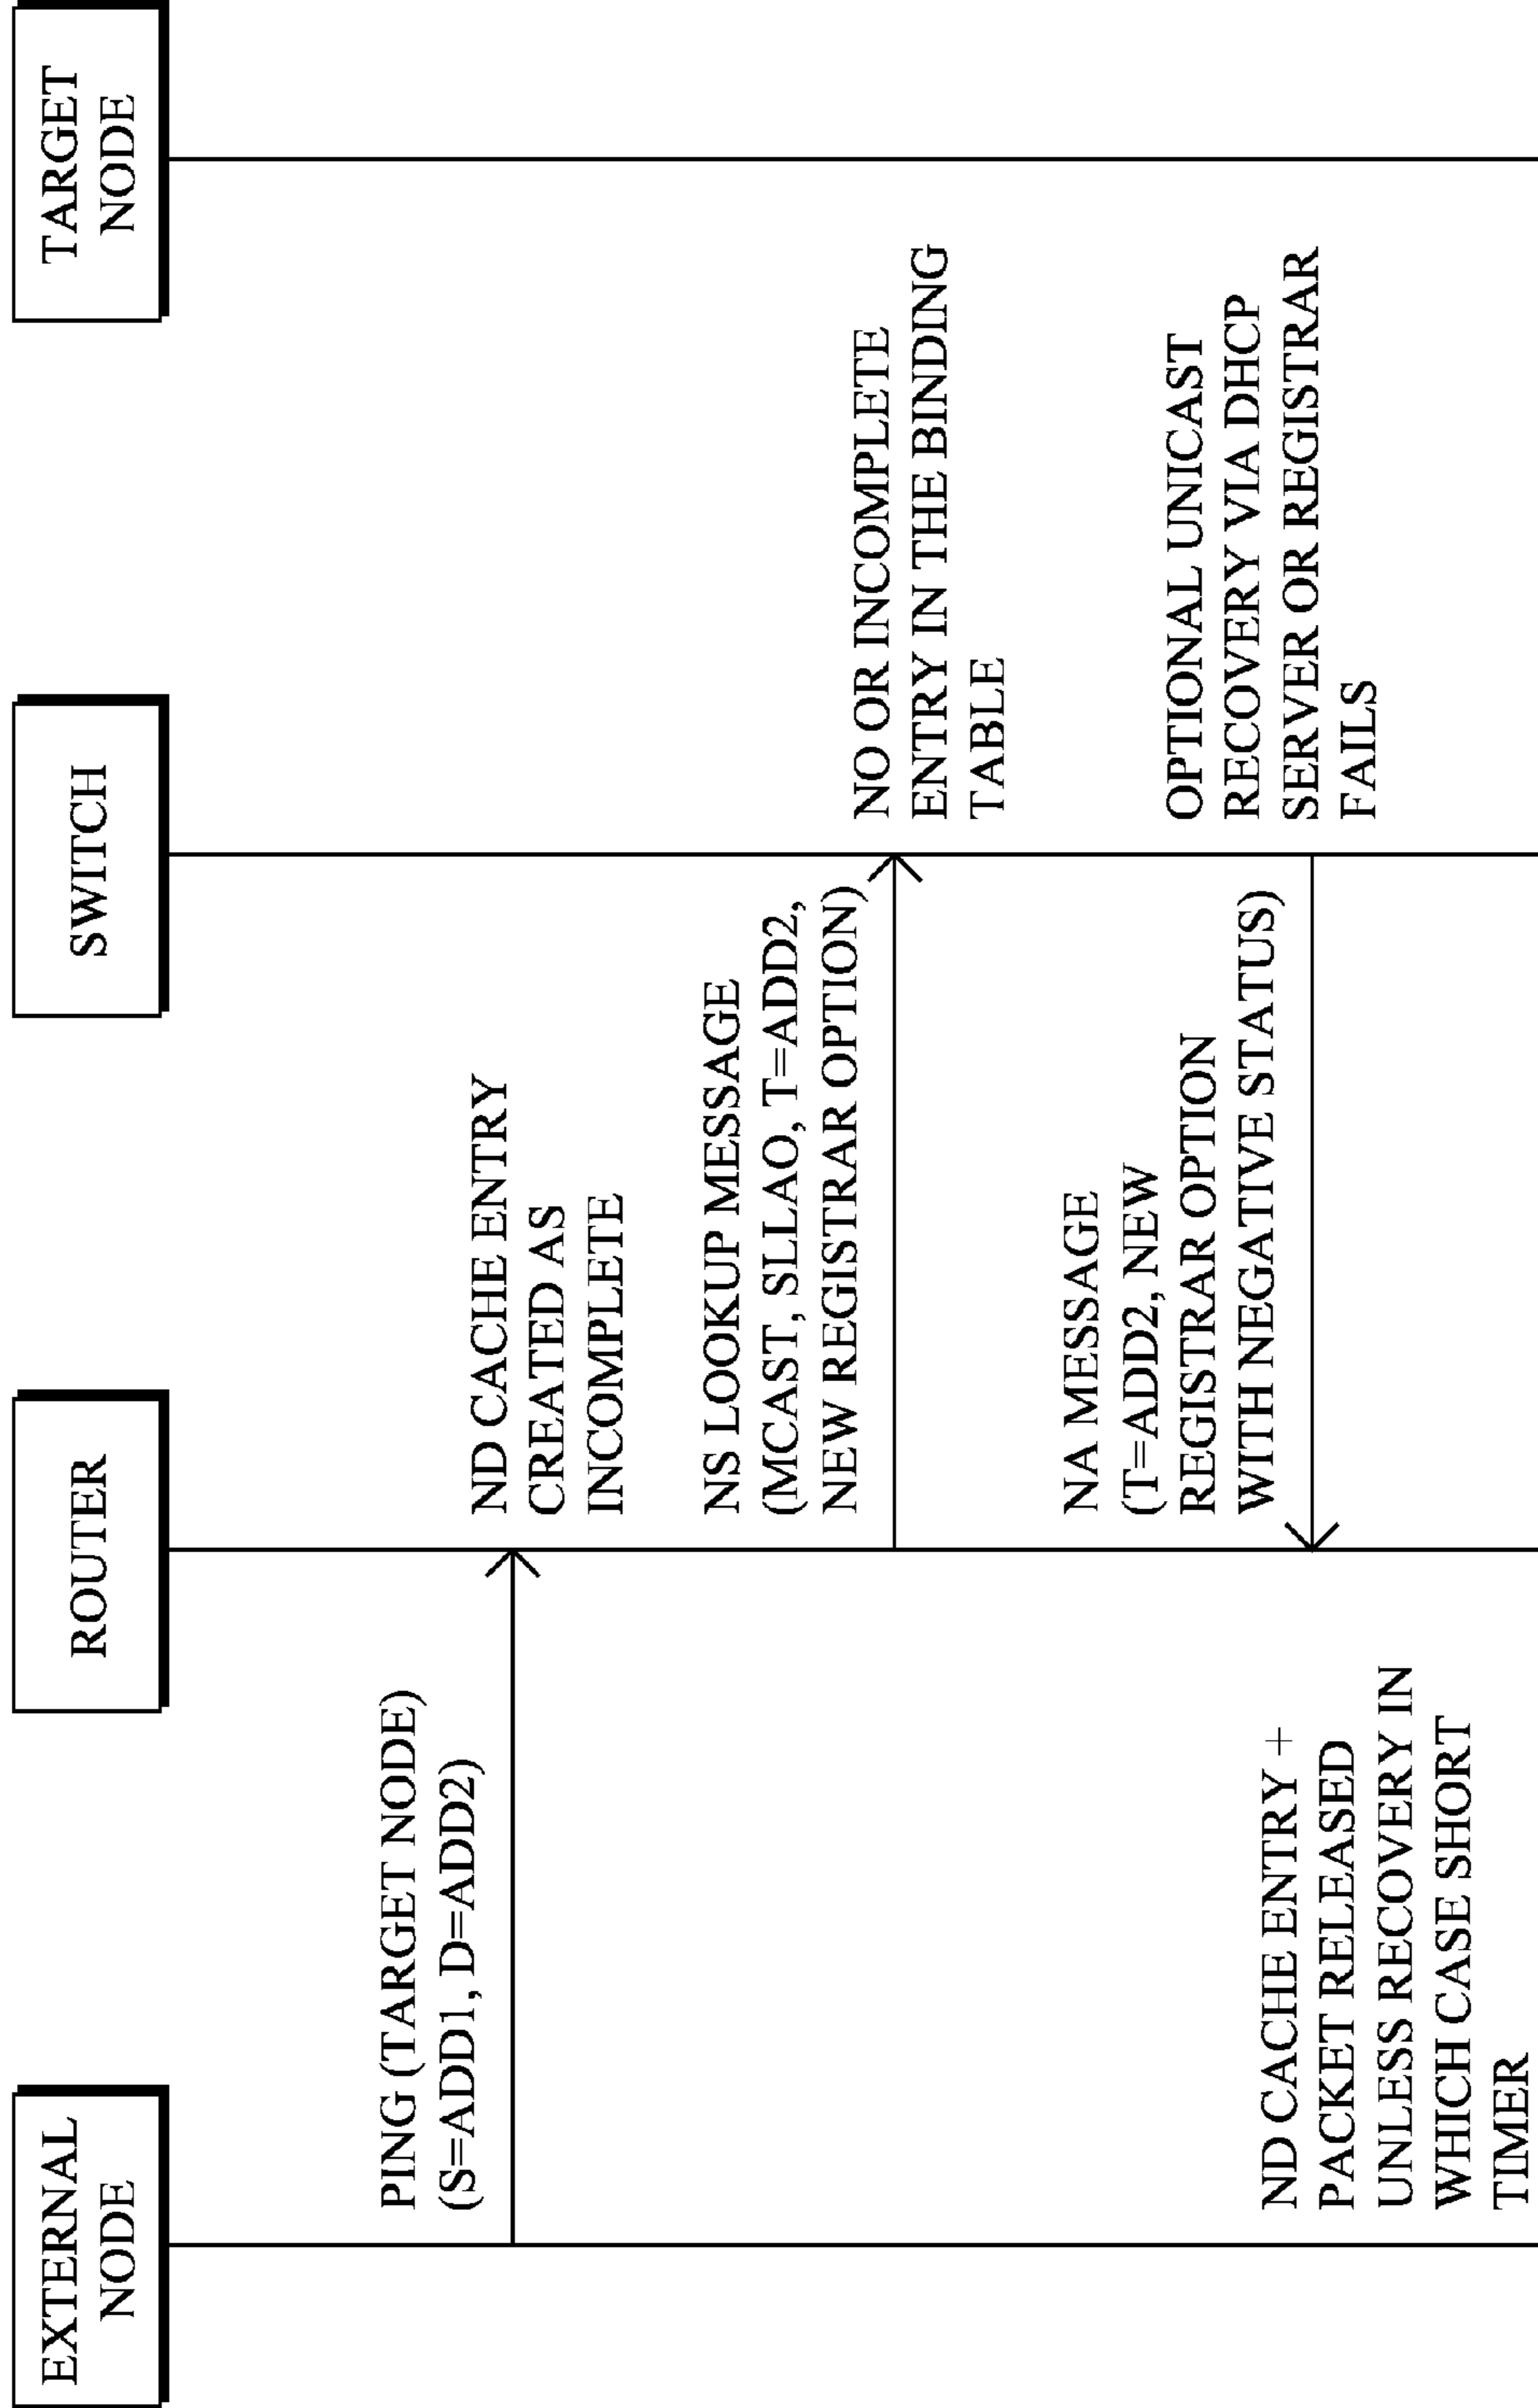 EXTERNAL
NODE
ROUTER
SWITCH
TARGET
NODE
PING (TARGET NODE)
(S=ADD1, D=ADD2)
ND CACHE ENTRY
CREATED AS
INCOMPLETE
NS LOOKUP MESSAGE
(MCAST, SLLAO, T=ADD2,
NEW REGISTRAR OPTION)
NO OR INCOMPLETE
ENTRY IN THE BINDING
TABLE
NA MESSAGE
(T=ADD2, NEW
REGISTRAR OPTION
WITH NEGATIVE STATUS)
OPTIONAL UNICAST
RECOVERY VIA DHCP
SERVER OR REGISTRAR
FAILS
ND CACHE ENTRY +
PACKET RELEASED
UNLESS RECOVERY IN
WHICH CASE SHORT
TIMER